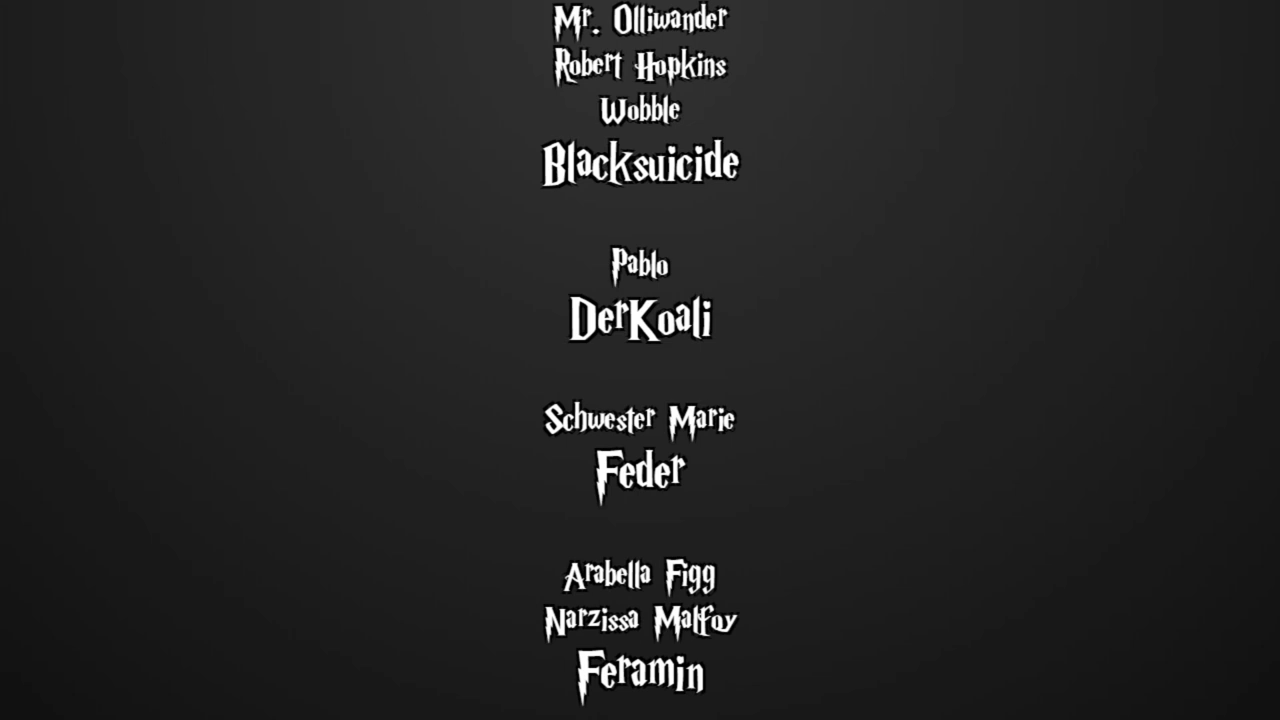 Mr. Olliwander
Robert Hopkins
Wobble
Blacksuicide
Pablo
DerKoali
Schwester Marie
Feder
Arabella Figg
Narzissa Malfoy
Feramin